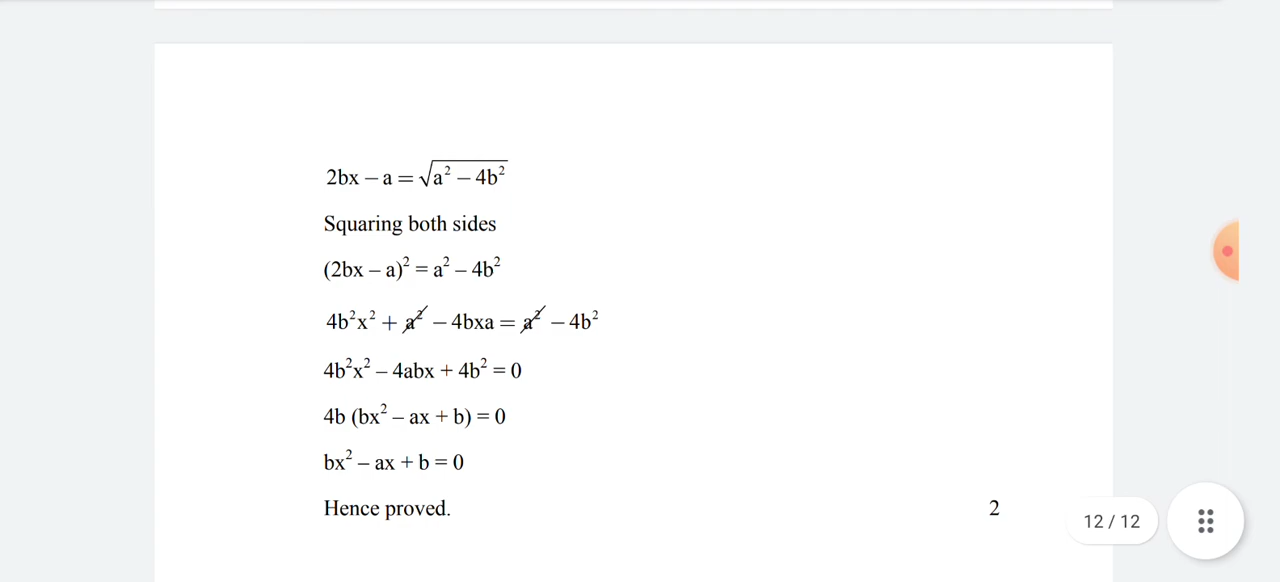 2bx – a = √a² – 4b²
Squaring both sides
(2bx – a)² = a² – 4b²
4b²x² + a² – 4bxa = a² – 4b²
4b²x² – 4abx + 4b² = 0
4b (bx² – ax + b) = 0
bx² – ax + b = 0
Hence proved. 2
12 / 12